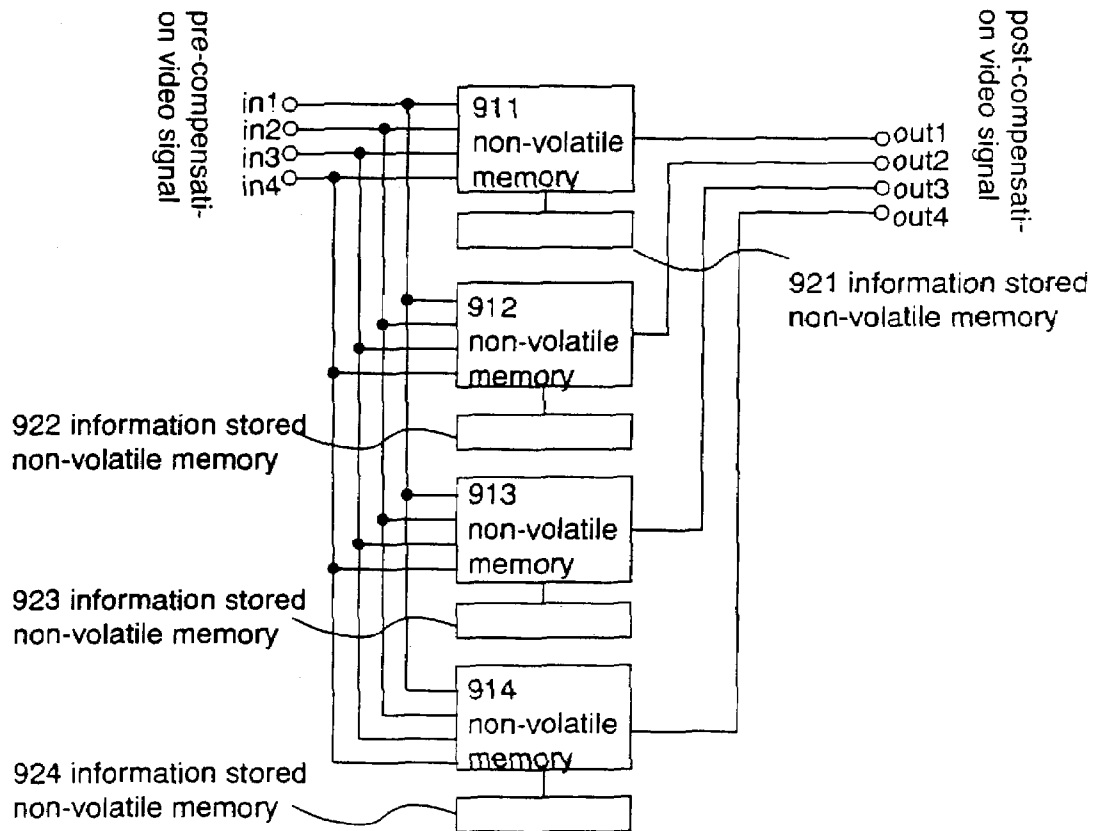 pre-compensati-
on video signal
post-compensati-
on video signal
in1
in2
in3
in4
911
non-volatile
memory
out1
out2
out3
out4
921 information stored
non-volatile memory
912
non-volatile
memory
922 information stored
non-volatile memory
913
non-volatile
memory
923 information stored
non-volatile memory
914
non-volatile
memory
924 information stored
non-volatile memory